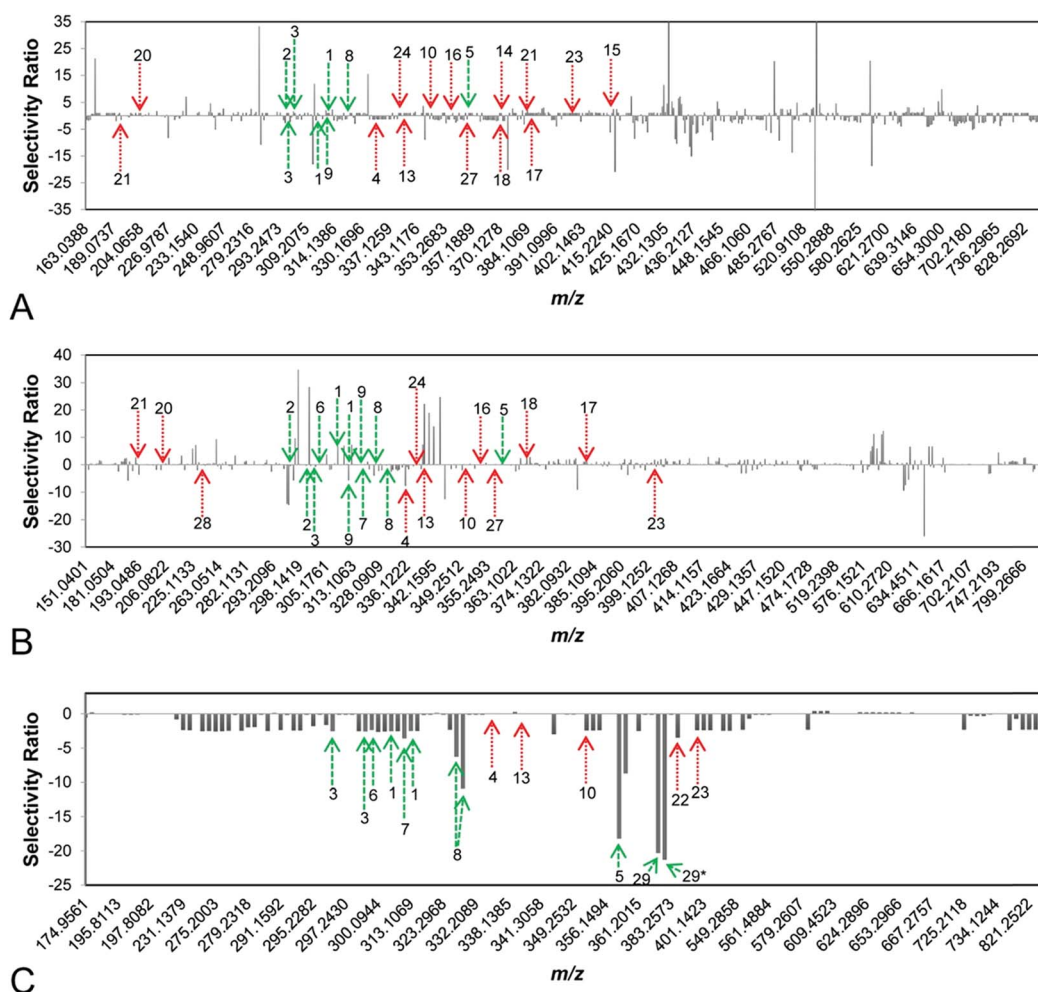 35
25
15
5
-5
-15
-25
-35
Selectivity Ratio
20 2 3 1 8 24 10 16 5 14 21 23 15
21 3 1 9 4 13 27 18 17
163.0388 189.0737 204.0658 226.9787 233.1540 248.9607 279.2316 293.2473 309.2075 314.1386 330.1696 337.1259 343.1176 353.2683 357.1889 370.1278 384.1069 391.0996 402.1463 415.2240 425.1670 432.1305 436.2127 448.1545 466.1060 485.2767 520.9108 550.2888 580.2625 621.2700 639.3146 654.3000 702.2180 736.2965 828.2692
m/z
A
40
30
20
10
0
-10
-20
-30
Selectivity Ratio
21 20 2 6 1 1 9 8 24 16 5 18 17
28 2 3 9 7 8 4 13 10 27 23
151.0401 181.0504 193.0486 206.0822 225.1133 263.0514 282.1131 293.2096 298.1419 305.1761 313.1063 328.0909 336.1222 342.1595 349.2512 355.2493 363.1022 374.1322 382.0932 385.1094 395.2060 399.1252 407.1268 414.1157 423.1664 429.1357 447.1520 474.1728 519.2398 576.1521 610.2720 634.4511 666.1617 702.2107 747.2193 799.2666
m/z
B
0
-5
-10
-15
-20
-25
Selectivity Ratio
3 3 6 1 7 1 8 4 13 5 10 29 29* 22 23
174.9561 195.8113 197.8082 231.1379 275.2003 279.2318 291.1592 295.2282 297.2430 300.0944 313.1069 323.2968 332.2089 338.1385 341.3058 349.2532 356.1494 361.2015 383.2573 401.1423 549.2858 561.4884 579.2607 609.4523 624.2896 653.2966 667.2757 725.2118 734.1244 821.2522
m/z
C